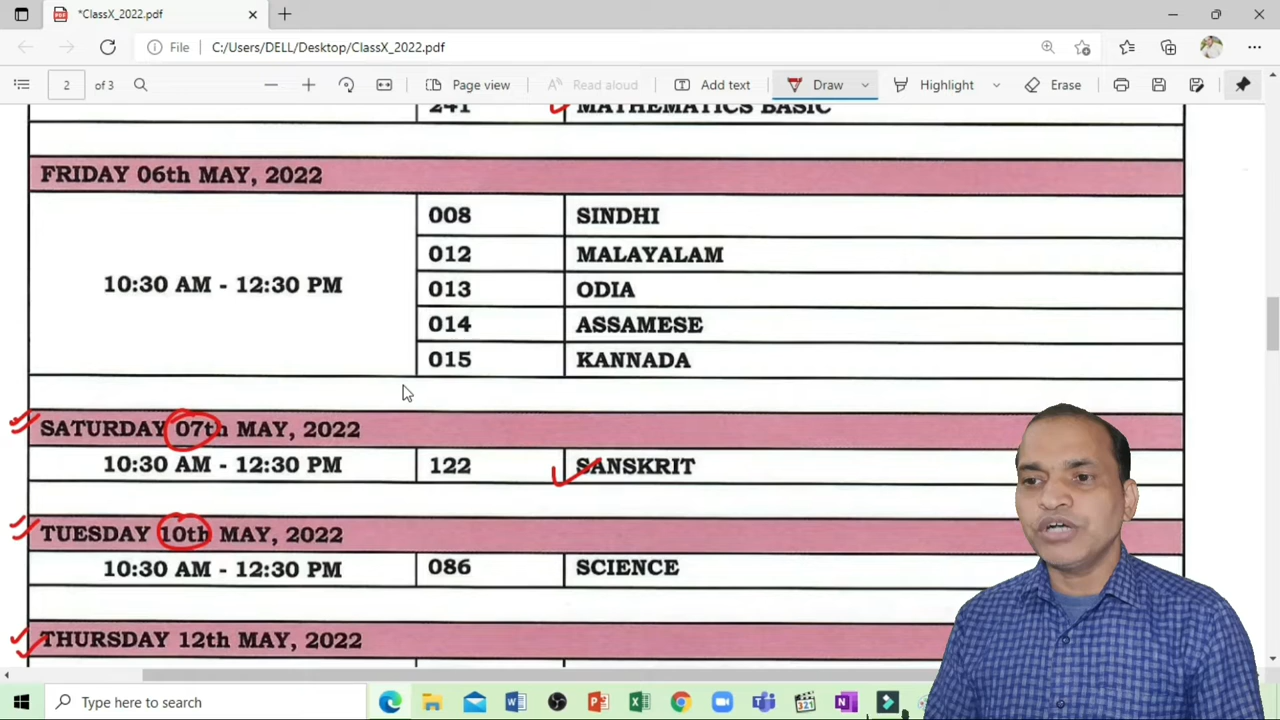 *ClassX_2022.pdf
File C:/Users/DELL/Desktop/ClassX_2022.pdf
2 of 3 Page view Read aloud Add text Draw Highlight Erase
241 MATHEMATICS BASIC
FRIDAY 06th MAY, 2022
008 SINDHI
012 MALAYALAM
10:30 AM - 12:30 PM 013 ODIA
014 ASSAMESE
015 KANNADA
SATURDAY 07th MAY, 2022
10:30 AM - 12:30 PM 122 SANSKRIT
TUESDAY 10th MAY, 2022
10:30 AM - 12:30 PM 086 SCIENCE
THURSDAY 12th MAY, 2022
Type here to search